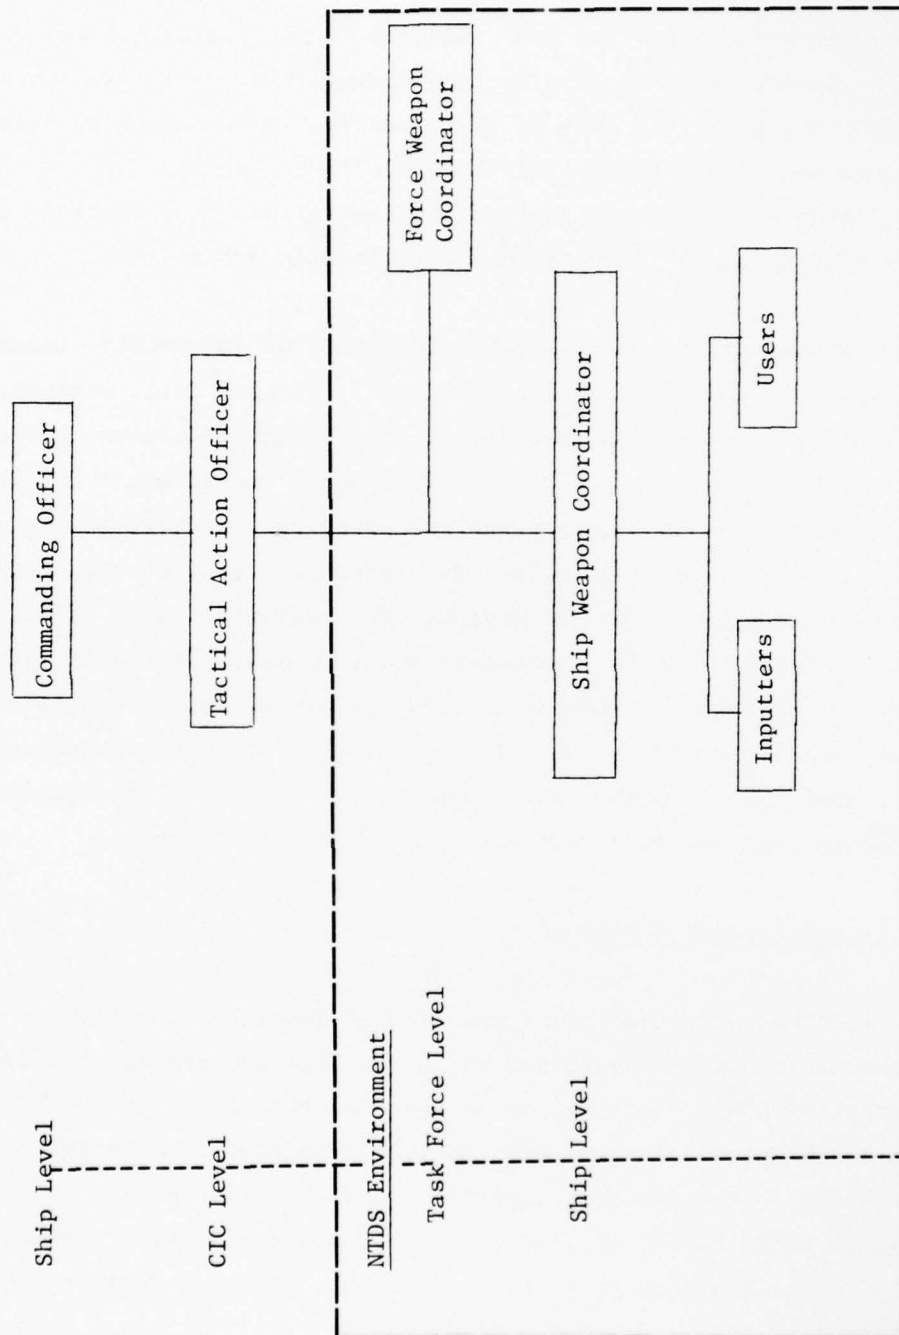 Ship Level
Commanding Officer
CIC Level
Tactical Action Officer
NTDS Environment
Task Force Level
Force Weapon
Coordinator
Ship Level
Ship Weapon Coordinator
Inputters
Users